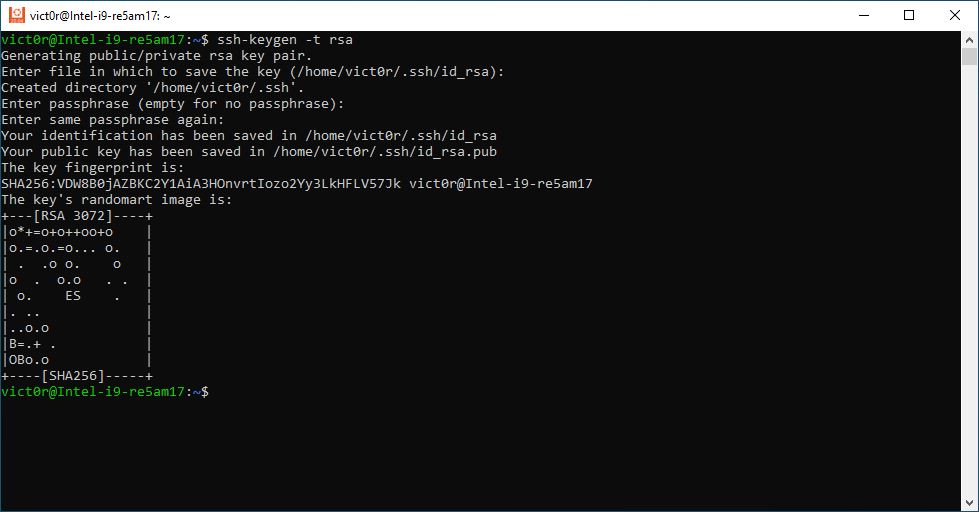 vict0r@Intel-i9-re5am17: ~
vict0r@Intel-i9-re5am17:~$ ssh-keygen -t rsa
Generating public/private rsa key pair.
Enter file in which to save the key (/home/vict0r/.ssh/id_rsa):
Created directory '/home/vict0r/.ssh'.
Enter passphrase (empty for no passphrase):
Enter same passphrase again:
Your identification has been saved in /home/vict0r/.ssh/id_rsa
Your public key has been saved in /home/vict0r/.ssh/id_rsa.pub
The key fingerprint is:
SHA256:VDW8B0jAZBKC2Y1AiA3HOnvrtIozo2Yy3LkHFLV57Jk vict0r@Intel-i9-re5am17
The key's randomart image is:
+---[RSA 3072]----+
|o*+=o+o++oo+o    |
|o.=.o.=o... o.   |
| .  .o o.    o   |
|o  .  o.o   . .  |
| o.    ES    .   |
|. ..             |
|..o.o            |
|B=.+ .           |
|OBo.o            |
+----[SHA256]-----+
vict0r@Intel-i9-re5am17:~$